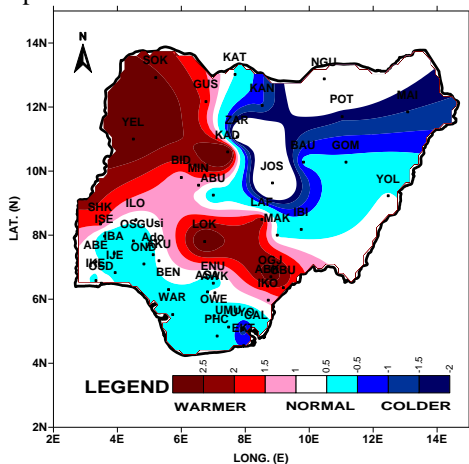 14N
12N
10N
8N
6N
4N
2N
LAT. (N)
N
SOK
KAT
NGU
GUS
KAN
POT
MAI
YEL
ZAR
KAD
BAU
GOM
BID
MIN
JOS
ABU
YOL
SHK
ISE
ILO
LAF
IBI
MAK
OSG
Usi
LOK
IBA
Ado
ABE
OND
AKU
IJE
OGJ
IKE
OSD
BEN
ENU
AWK
IKO
WAR
OWE
UMU
UYO
CAL
PHC
EKT
LEGEND
2.5
2
1.5
1
0.5
-0.5
-1
-1.5
-2
WARMER
NORMAL
COLDER
2E
4E
6E
8E
10E
12E
14E
LONG. (E)